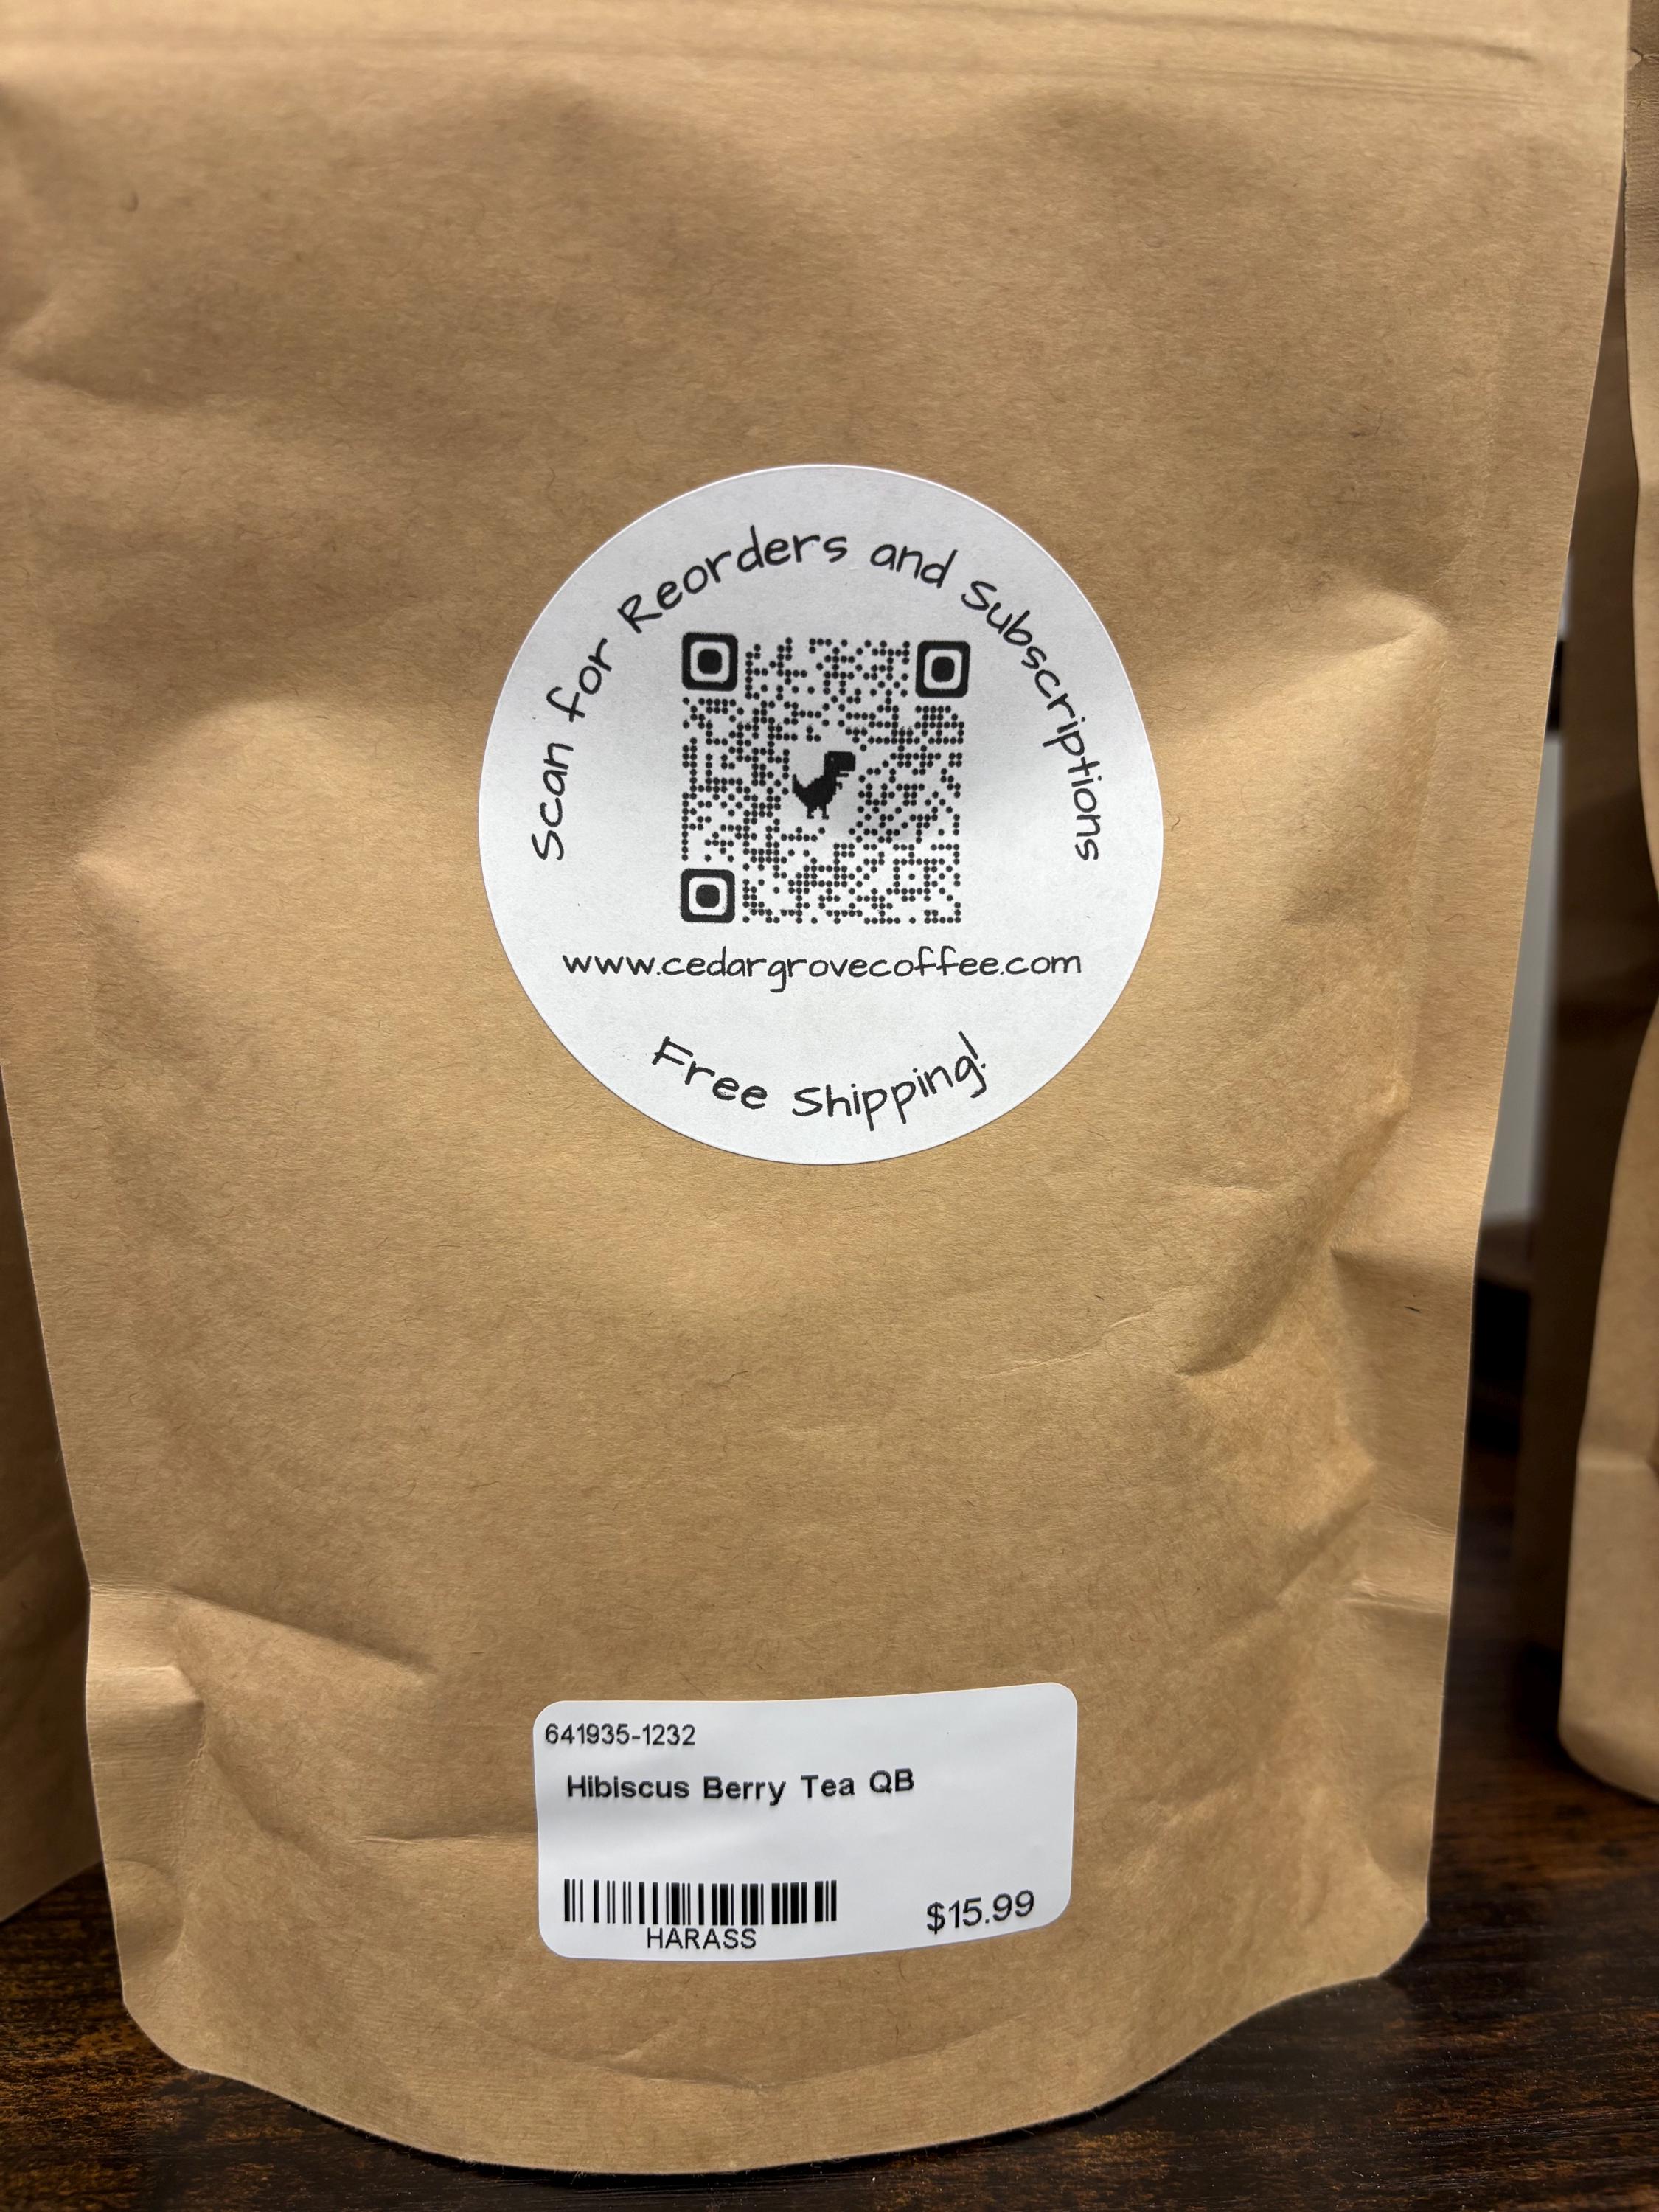 Scan for Reorders and Subscriptions
www.cedargrovecoffee.com
Free Shipping!
641935-1232
Hibiscus Berry Tea QB
HARASS
$15.99